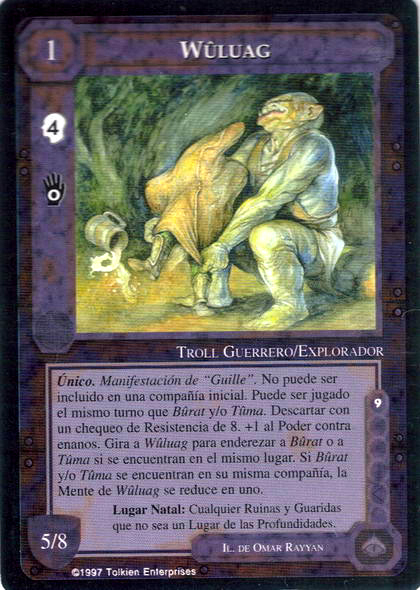 1
WÛLUAG
4
0
TROLL GUERRERO/EXPLORADOR
Único. Manifestación de “Guille”. No puede ser
incluido en una compañía inicial. Puede ser jugado
el mismo turno que Bûrat y/o Tûma. Descartar con
un chequeo de Resistencia de 8. +1 al Poder contra
enanos. Gira a Wûluag para enderezar a Bûrat o a
Tûma si se encuentran en el mismo lugar. Si Bûrat
y/o Tûma se encuentran en su misma compañía, la
Mente de Wûluag se reduce en uno.
9
Lugar Natal: Cualquier Ruinas y Guaridas
que no sea un Lugar de las Profundidades.
5/8
IL. DE OMAR RAYYAN
©1997 Tolkien Enterprises